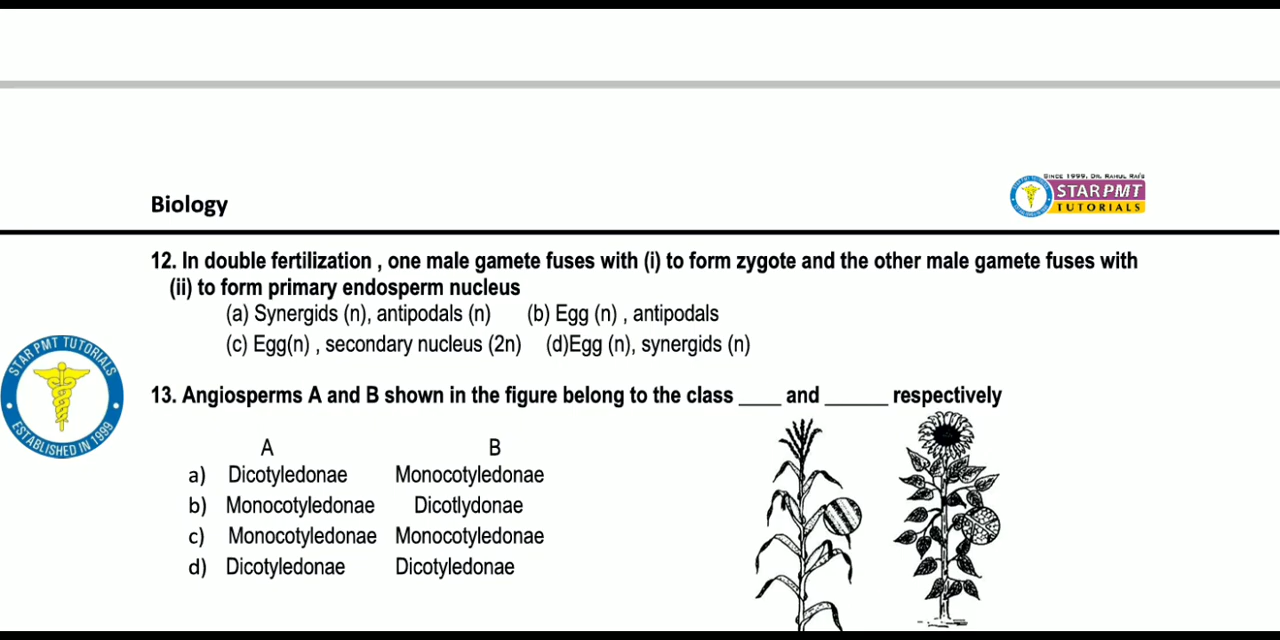 SINCE 1999, DR. RAHUL RAI'S
STAR PMT
TUTORIALS
Biology
12. In double fertilization , one male gamete fuses with (i) to form zygote and the other male gamete fuses with
(ii) to form primary endosperm nucleus
(a) Synergids (n), antipodals (n) (b) Egg (n) , antipodals
(c) Egg(n) , secondary nucleus (2n) (d)Egg (n), synergids (n)
STAR PMT TUTORIALS
ESTABLISHED IN 1999
13. Angiosperms A and B shown in the figure belong to the class ____ and ______ respectively
A B
a) Dicotyledonae Monocotyledonae
b) Monocotyledonae Dicotlydonae
c) Monocotyledonae Monocotyledonae
d) Dicotyledonae Dicotyledonae